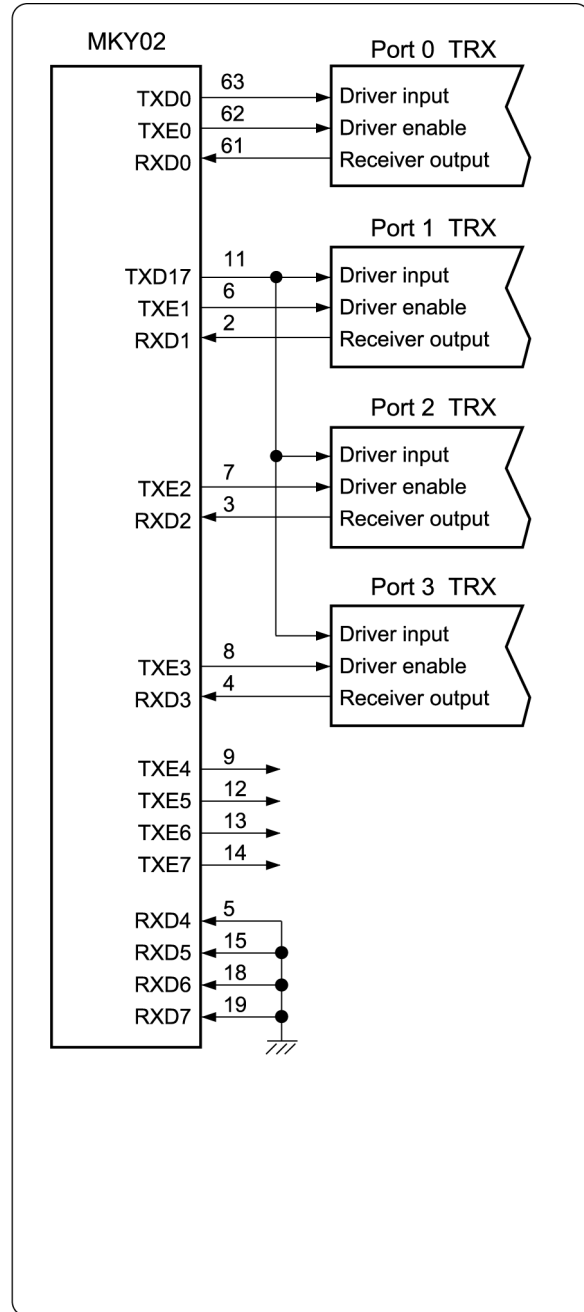 MKY02
Port 0 TRX
TXD0 63 Driver input
TXE0 62 Driver enable
RXD0 61 Receiver output
Port 1 TRX
TXD17 11 Driver input
TXE1 6 Driver enable
RXD1 2 Receiver output
Port 2 TRX
Driver input
TXE2 7 Driver enable
RXD2 3 Receiver output
Port 3 TRX
Driver input
TXE3 8 Driver enable
RXD3 4 Receiver output
TXE4 9
TXE5 12
TXE6 13
TXE7 14
RXD4 5
RXD5 15
RXD6 18
RXD7 19